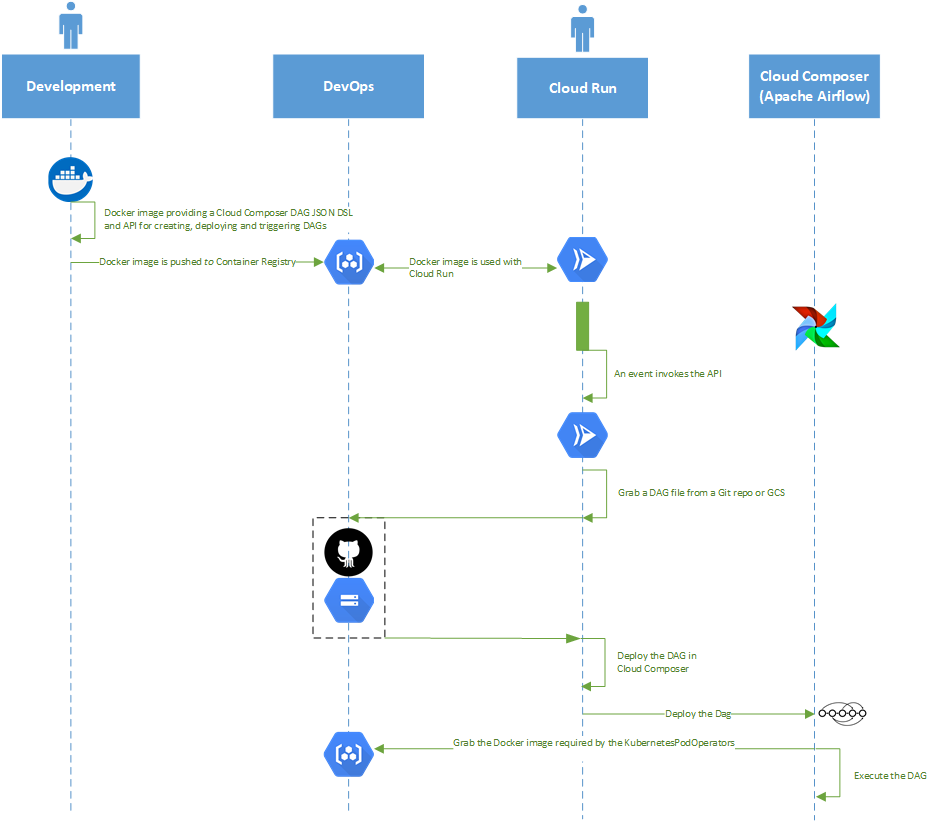 Development
DevOps
Cloud Run
Cloud Composer
(Apache Airflow)
Docker image providing a Cloud Composer DAG JSON DSL
and API for creating, deploying and triggering DAGs
Docker image is pushed to Container Registry
Docker image is used with
Cloud Run
An event invokes the API
Grab a DAG file from a Git repo or GCS
Deploy the DAG in
Cloud Composer
Deploy the Dag
Grab the Docker image required by the KubernetesPodOperators
Execute the DAG